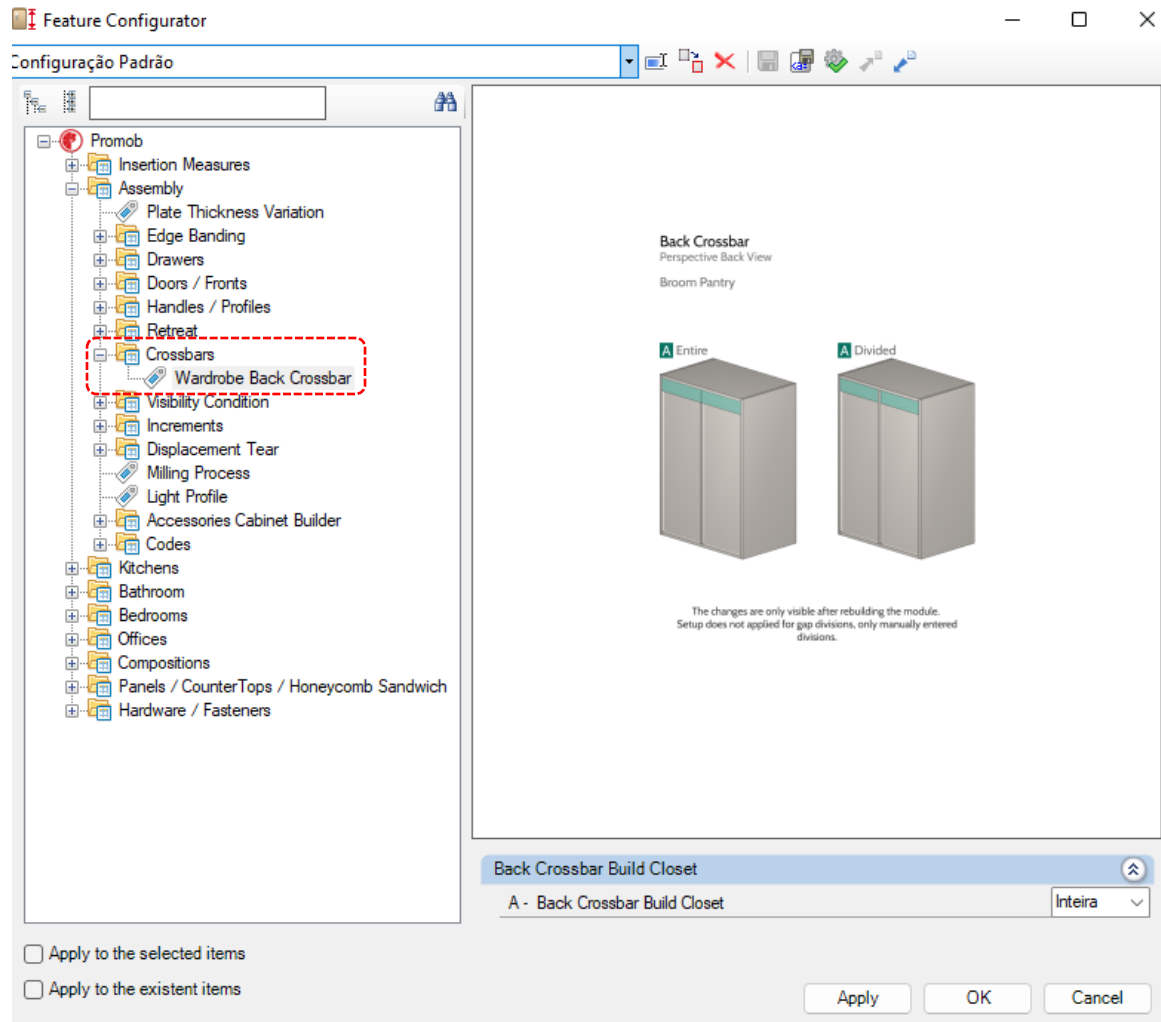 Feature Configurator
Configuração Padrão
Promob
Insertion Measures
Assembly
Plate Thickness Variation
Edge Banding
Drawers
Doors / Fronts
Handles / Profiles
Retreat
Crossbars
Wardrobe Back Crossbar
Visibility Condition
Increments
Displacement Tear
Milling Process
Light Profile
Accessories Cabinet Builder
Codes
Kitchens
Bathroom
Bedrooms
Offices
Compositions
Panels / CounterTops / Honeycomb Sandwich
Hardware / Fasteners
Back Crossbar
Perspective Back View
Broom Pantry
A Entire
A Divided
The changes are only visible after rebuilding the module.
Setup does not applied for gap divisions, only manually entered
divisions.
Back Crossbar Build Closet
A - Back Crossbar Build Closet Inteira
Apply to the selected items
Apply to the existent items
Apply OK Cancel